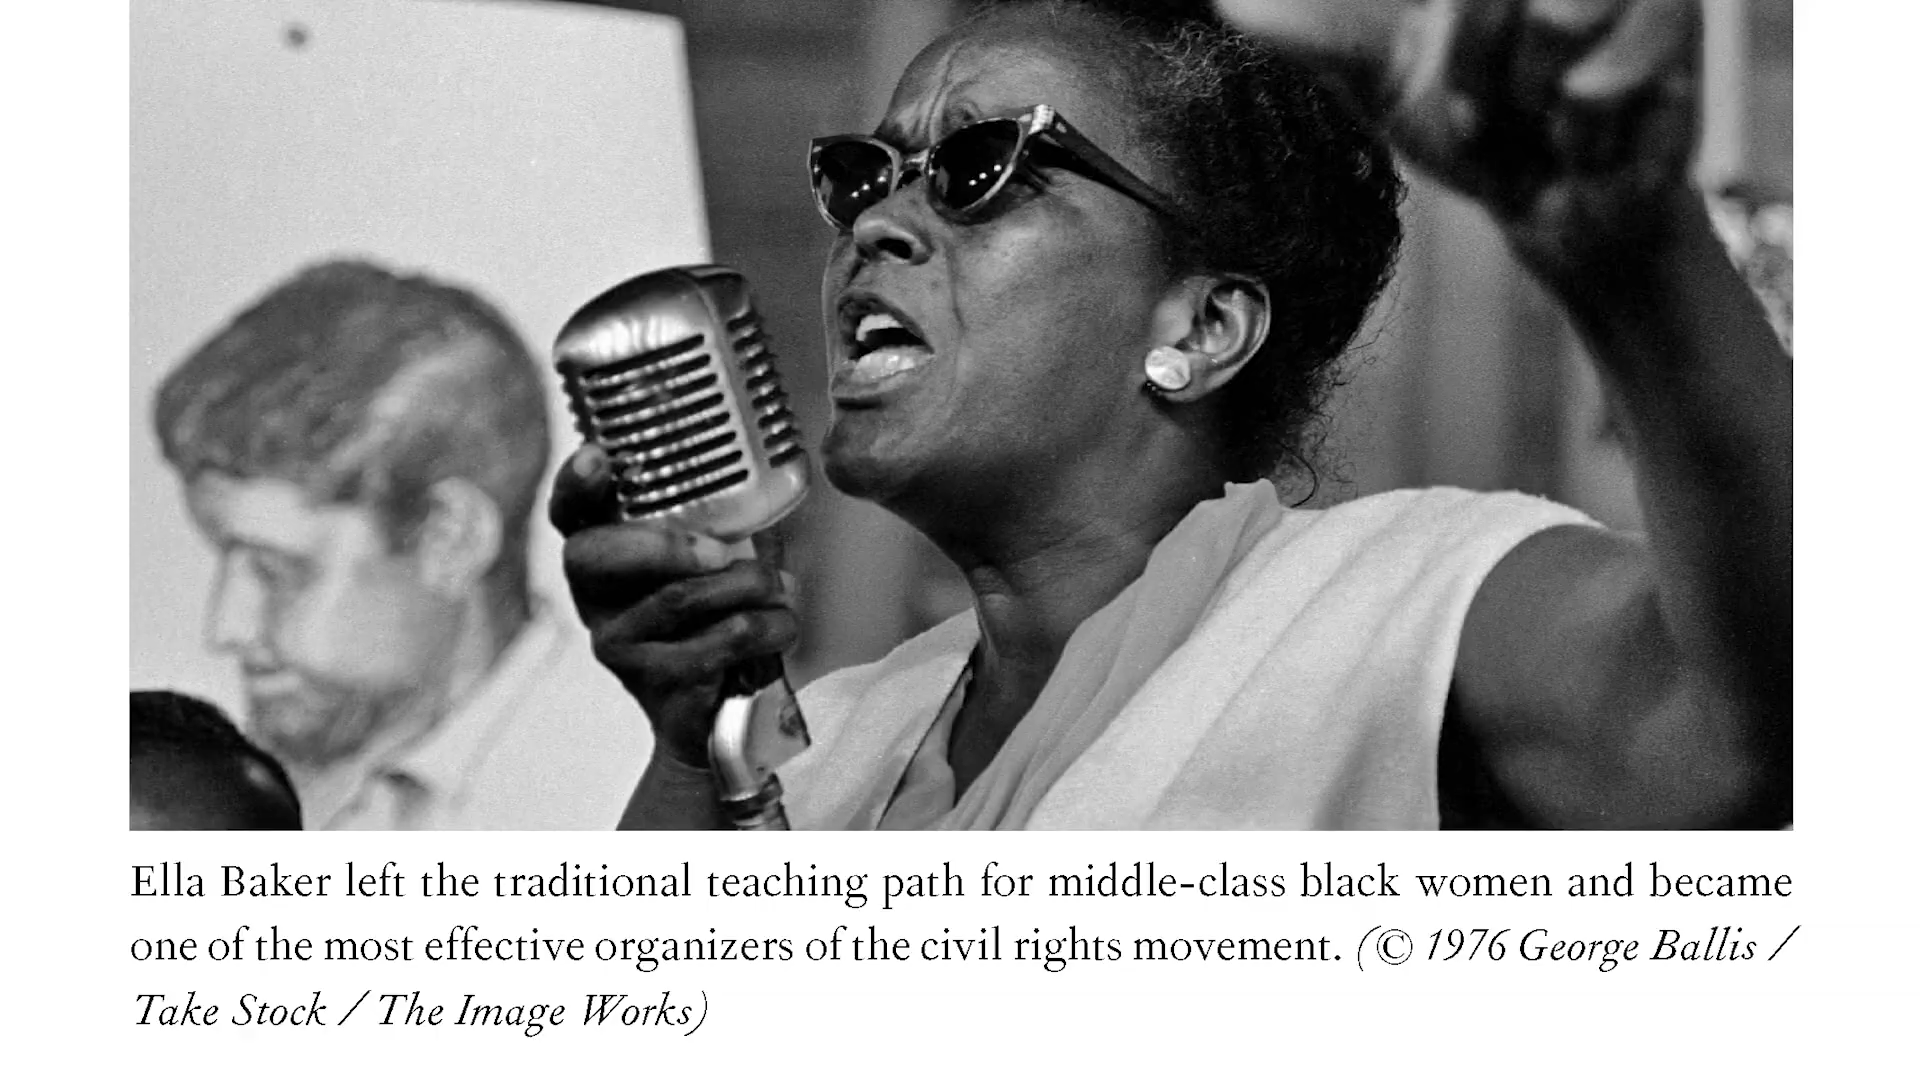 Ella Baker left the traditional teaching path for middle-class black women and became
one of the most effective organizers of the civil rights movement. (© 1976 George Ballis /
Take Stock / The Image Works)